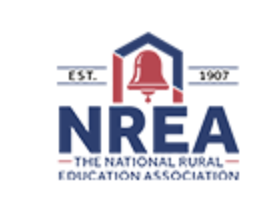 EST. 1907
NREA
THE NATIONAL RURAL
EDUCATION ASSOCIATION